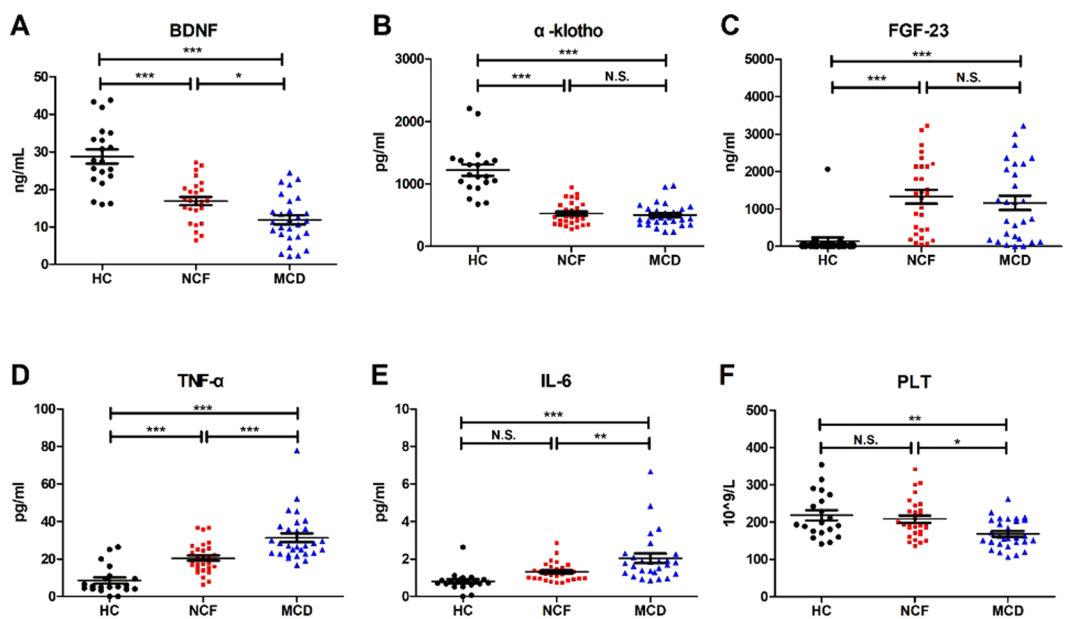 A BDNF
***
*** *
ng/mL
50
40
30
20
10
0
HC NCF MCD
B α -klotho
***
*** N.S.
pg/ml
3000
2000
1000
0
HC NCF MCD
C FGF-23
***
*** N.S.
ng/ml
5000
4000
3000
2000
1000
0
HC NCF MCD
D TNF-α
***
*** ***
pg/ml
100
80
60
40
20
0
HC NCF MCD
E IL-6
***
N.S. **
pg/ml
10
8
6
4
2
0
HC NCF MCD
F PLT
**
N.S. *
10^9/L
500
400
300
200
100
0
HC NCF MCD